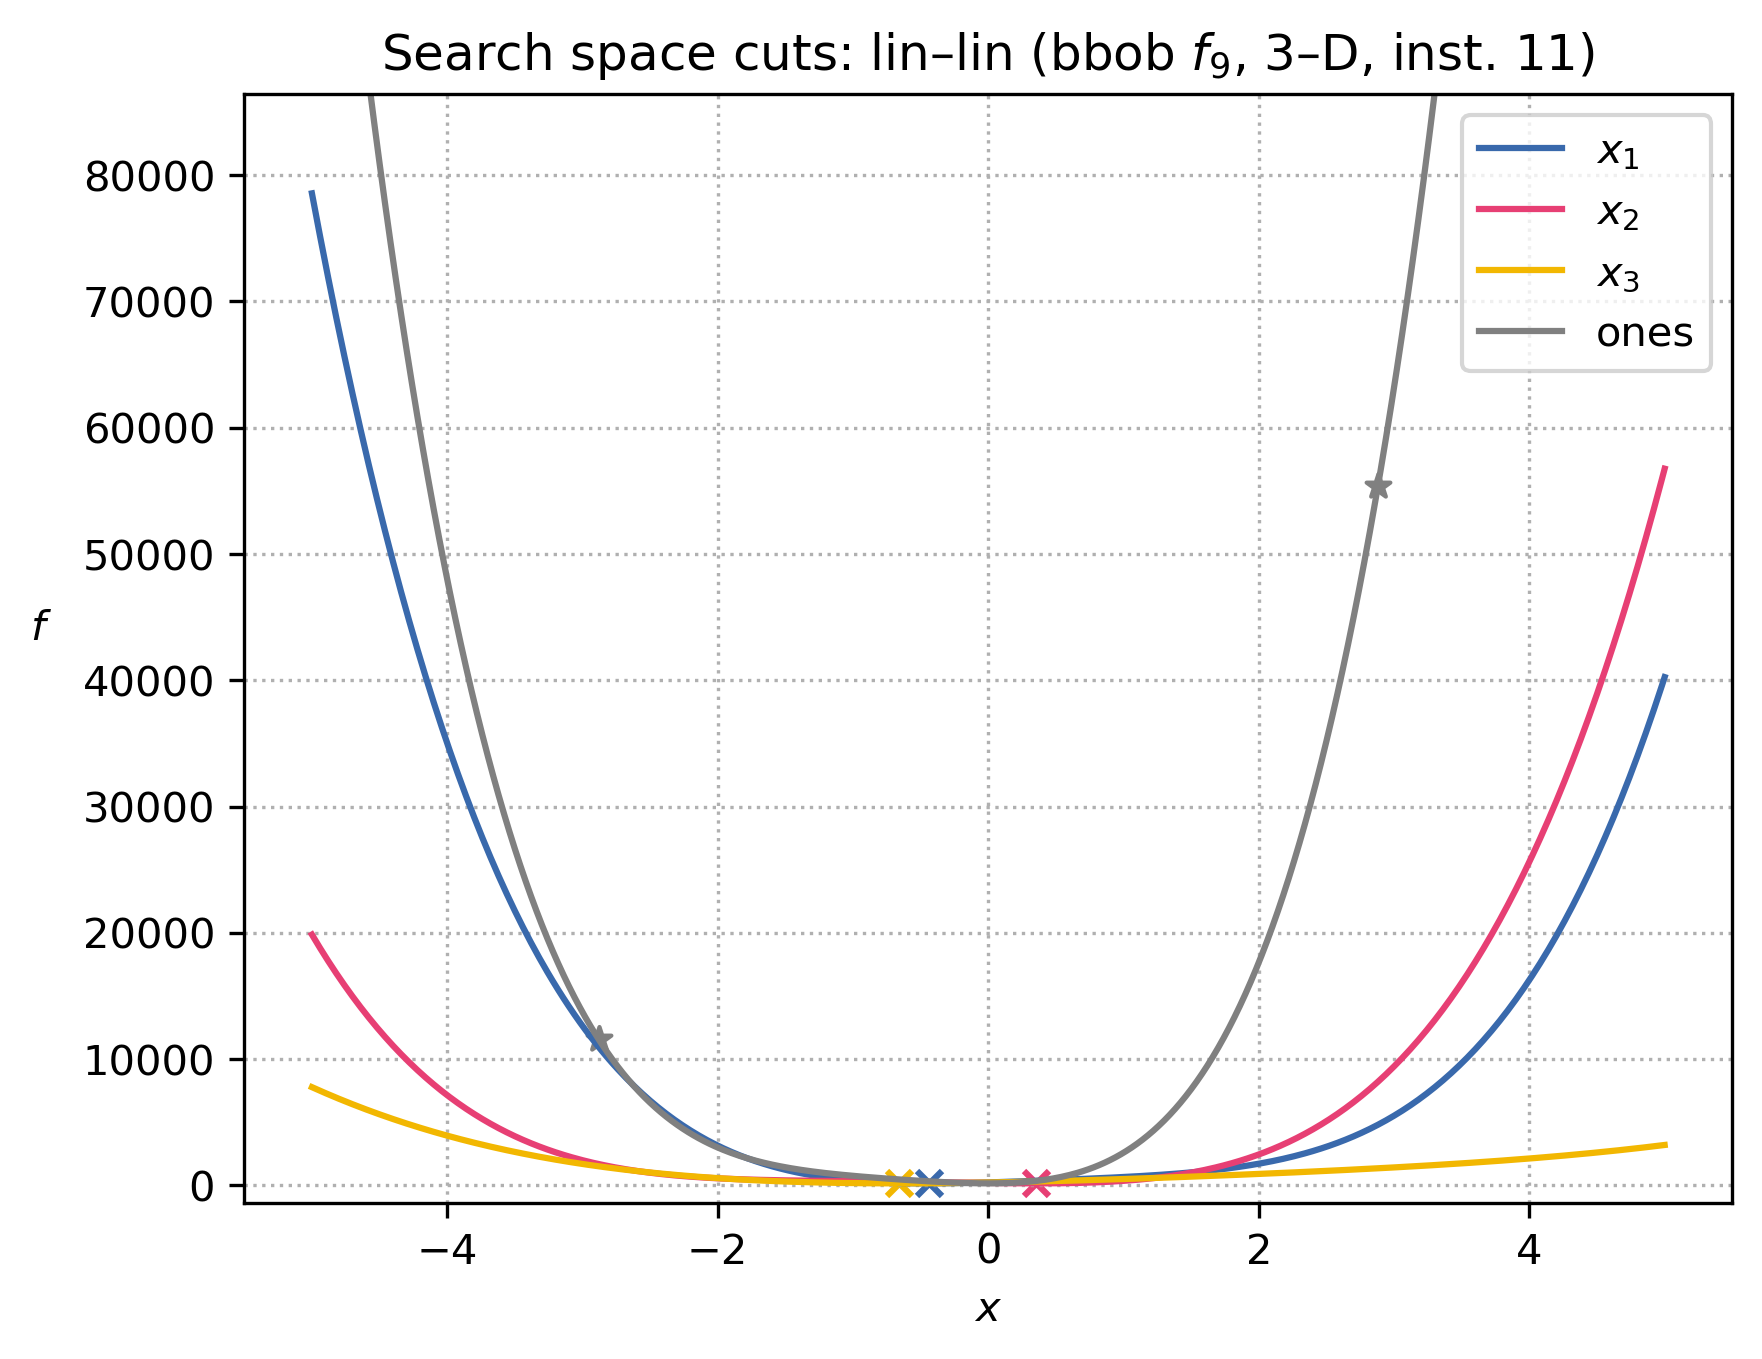 Search space cuts: lin–lin (bbob f₉, 3–D, inst. 11)
x₁
x₂
x₃
ones
80000
70000
60000
50000
40000
30000
20000
10000
0
f
−4 −2 0 2 4
x